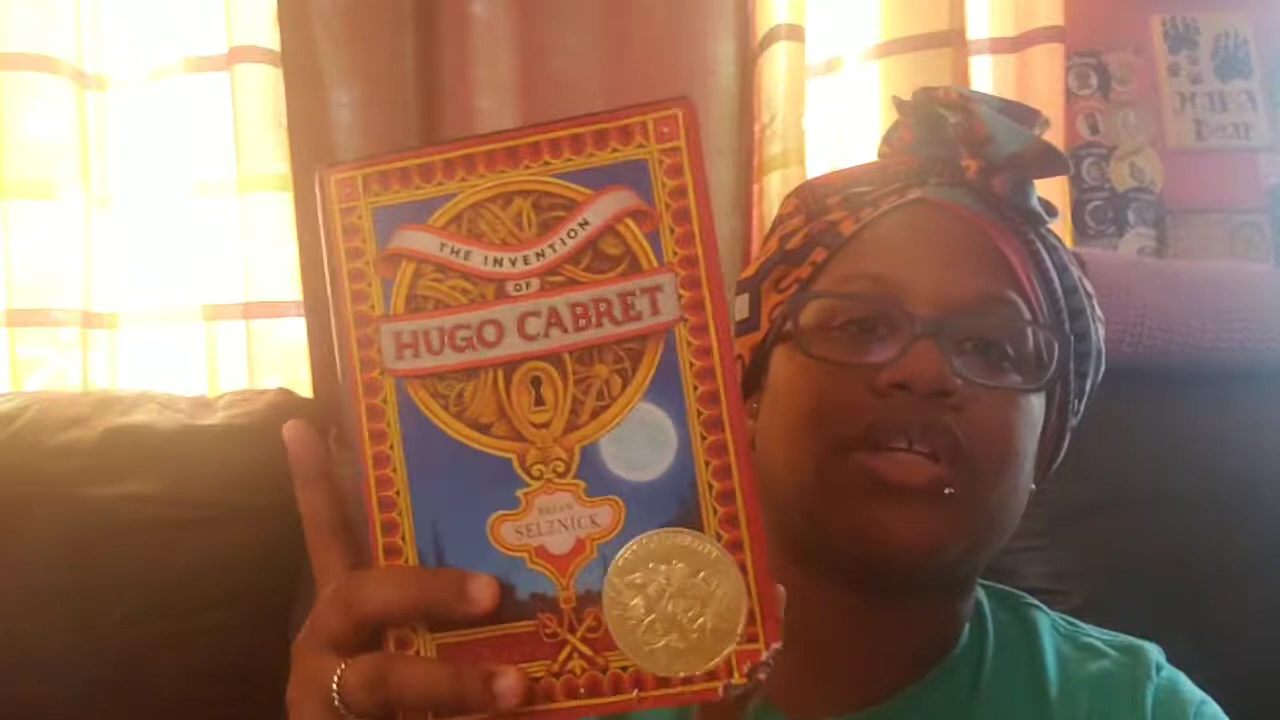 THE INVENTION
OF
HUGO CABRET
BRIAN
SELZNICK